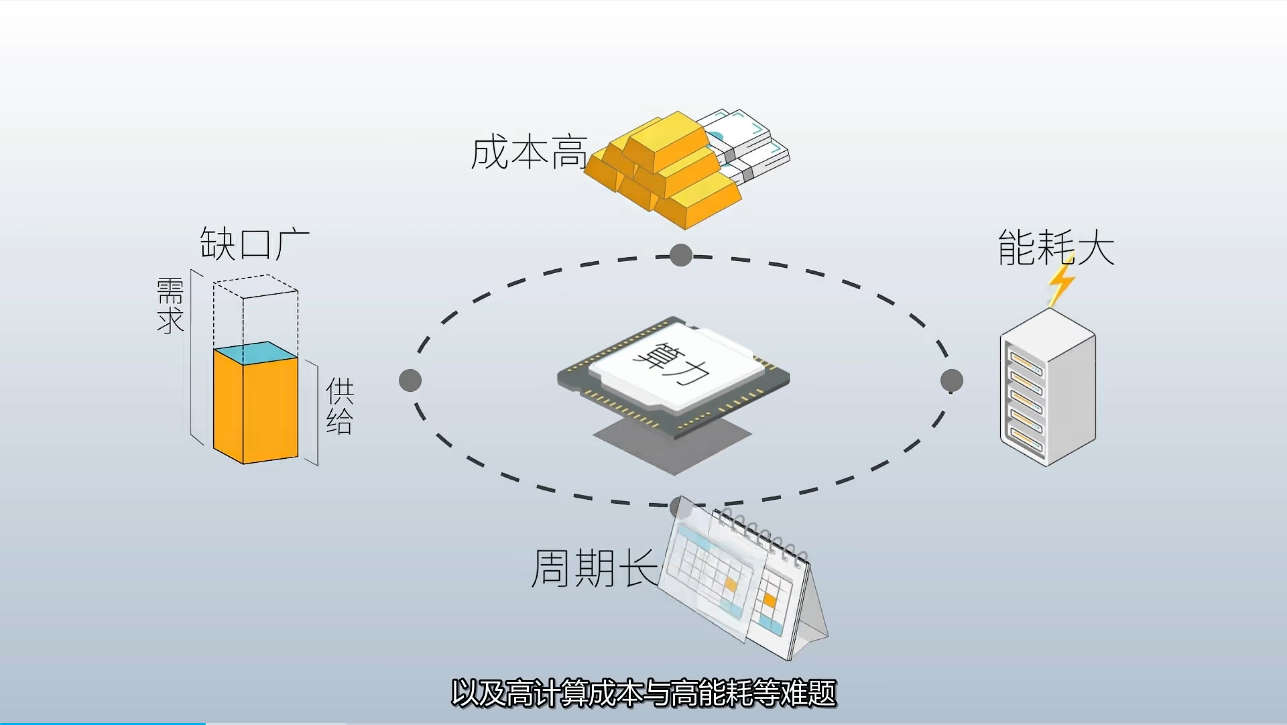 成本高
缺口广
能耗大
需求
供给
算力
周期长
以及高计算成本与高能耗等难题